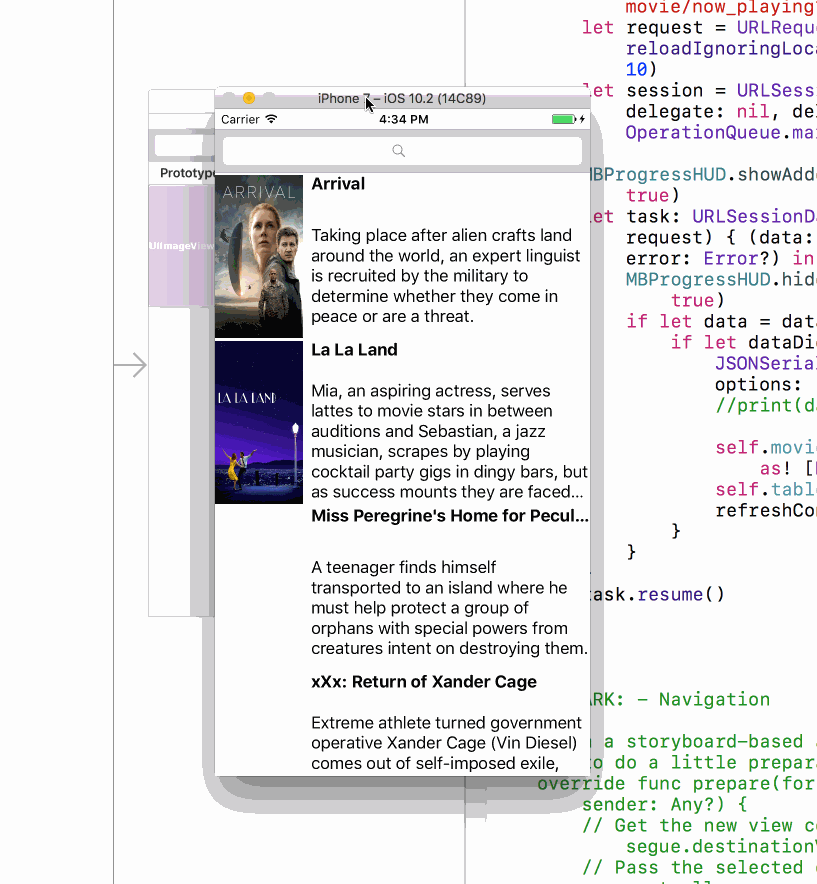 movie/now_playing
let request = URLReque
reloadIgnoringLoca
10)
let session = URLSess
delegate: nil, del
OperationQueue.ma
iPhone 7 – iOS 10.2 (14C89)
Carrier
4:34 PM
Prototype
UIImageView
ARRIVAL
Arrival
Taking place after alien crafts land
around the world, an expert linguist
is recruited by the military to
determine whether they come in
peace or are a threat.
LA LA LAND
La La Land
Mia, an aspiring actress, serves
lattes to movie stars in between
auditions and Sebastian, a jazz
musician, scrapes by playing
cocktail party gigs in dingy bars, but
as success mounts they are faced...
Miss Peregrine's Home for Pecul...
A teenager finds himself
transported to an island where he
must help protect a group of
orphans with special powers from
creatures intent on destroying them.
xXx: Return of Xander Cage
Extreme athlete turned government
operative Xander Cage (Vin Diesel)
comes out of self-imposed exile,
MBProgressHUD.showAdde
true)
let task: URLSessionDa
request) { (data:
error: Error?) in
MBProgressHUD.hid
true)
if let data = data
if let dataDi
JSONSerial
options:
//print(da
self.movi
as! [
self.tabl
refreshCon
}
}
task.resume()
ARK: - Navigation
n a storyboard-based a
to do a little prepara
override func prepare(for
sender: Any?) {
// Get the new view co
segue.destinationV
// Pass the selected o